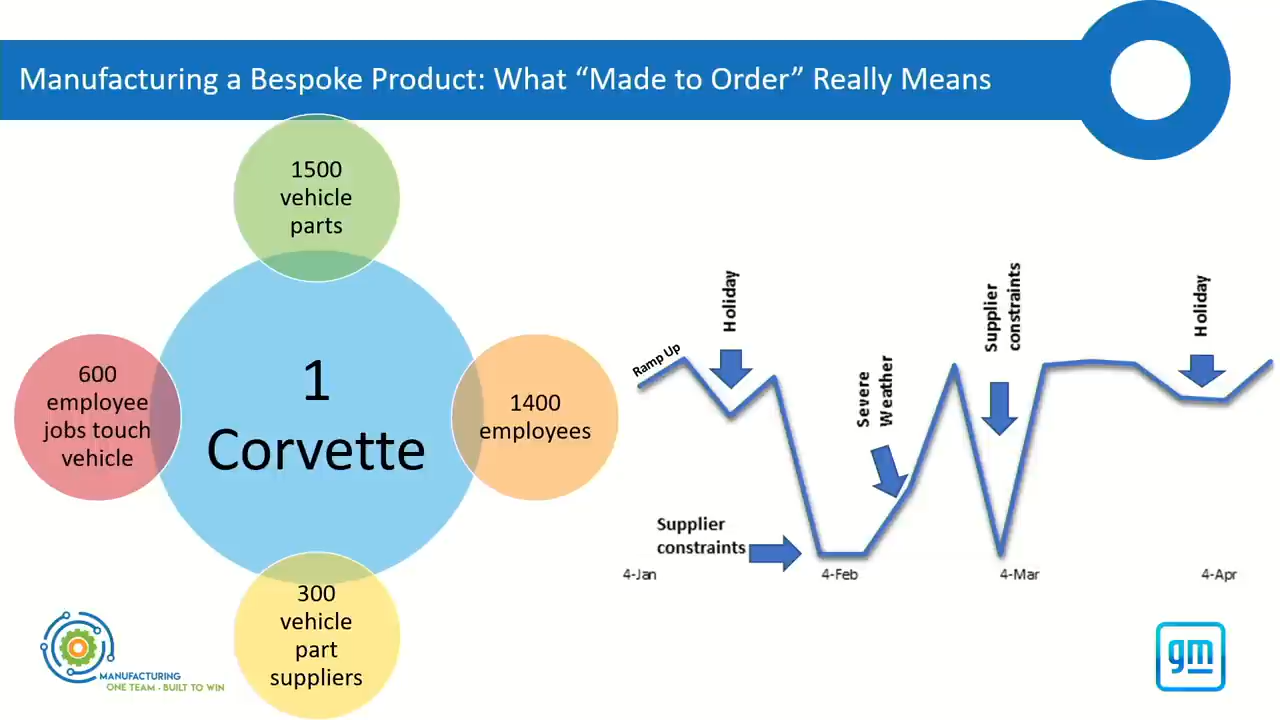 Manufacturing a Bespoke Product: What “Made to Order” Really Means
1500
vehicle
parts
600
employee
jobs touch
vehicle
1
Corvette
1400
employees
300
vehicle
part
suppliers
Ramp Up
Holiday
Severe
Weather
Supplier
constraints
Holiday
Supplier
constraints
4-Jan
4-Feb
4-Mar
4-Apr
MANUFACTURING
ONE TEAM - BUILT TO WIN
gm